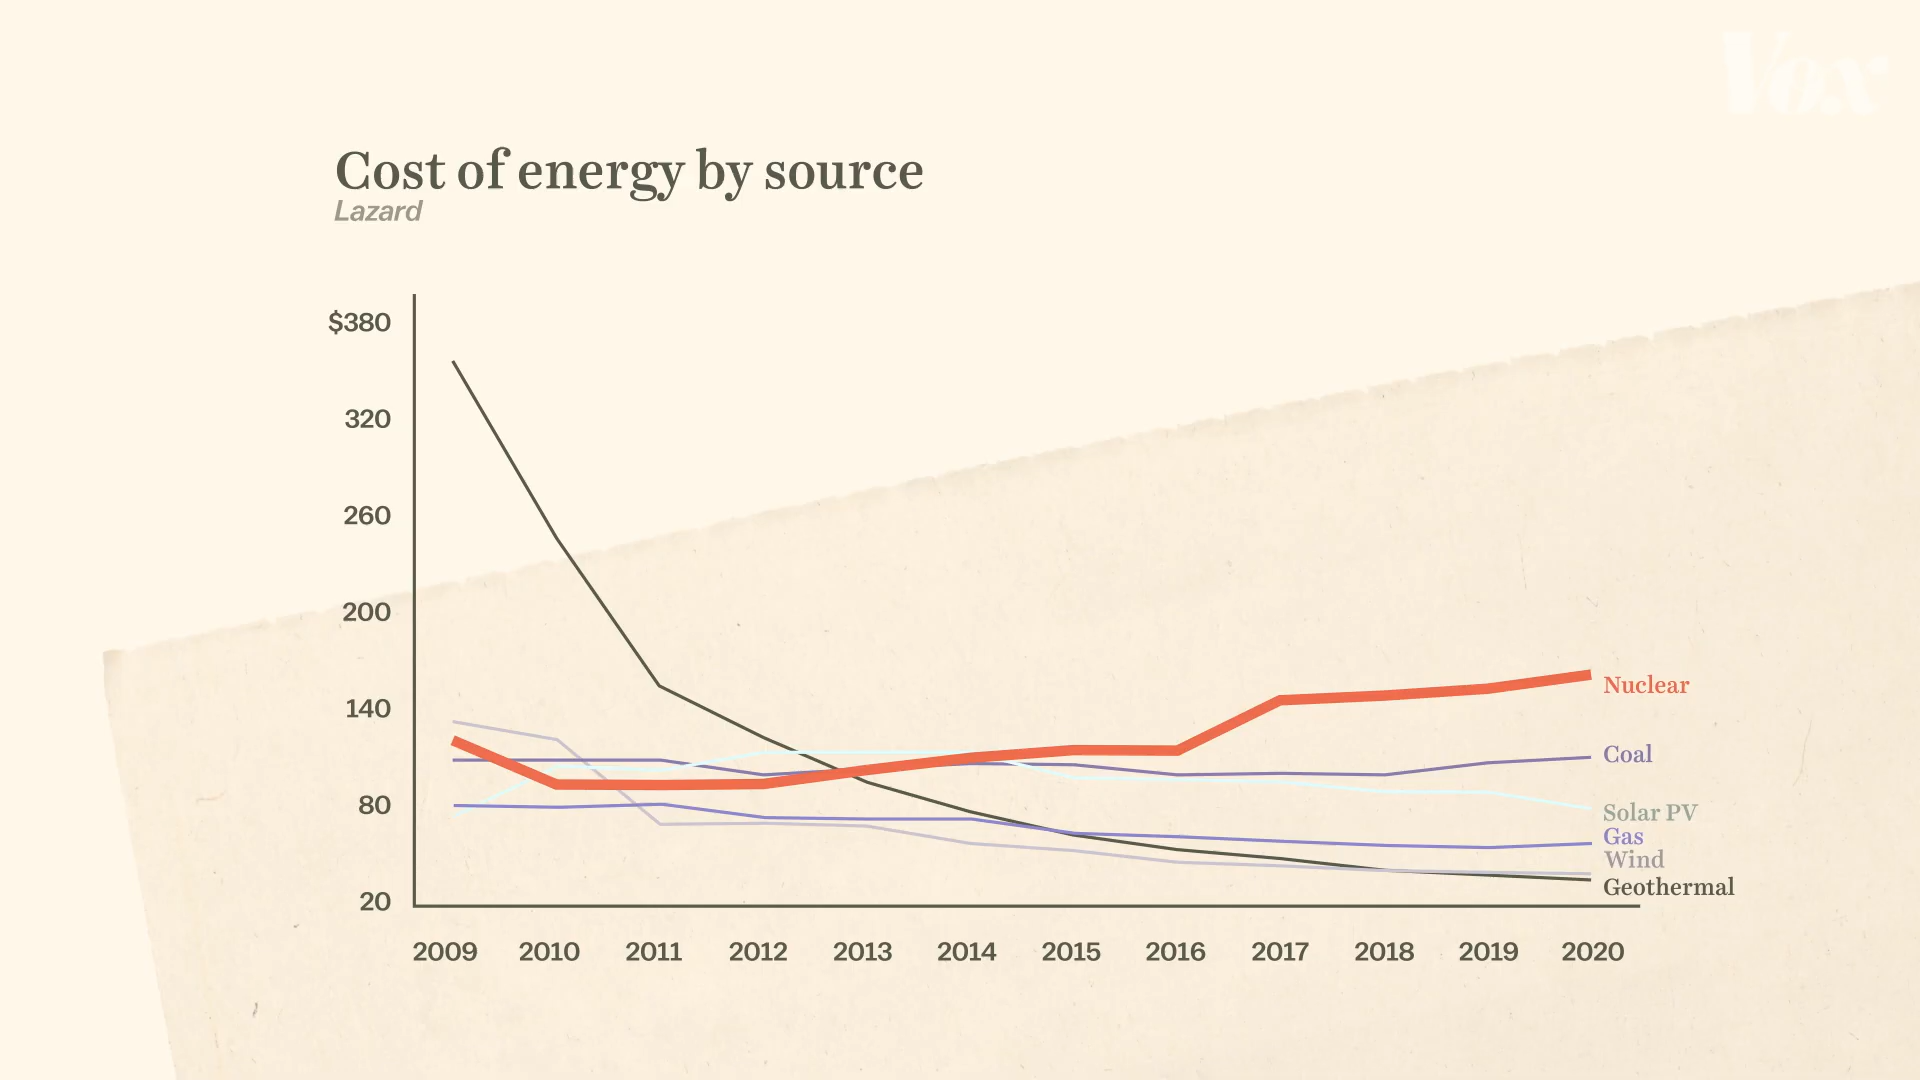 Vox
Cost of energy by source
Lazard
$380
320
260
200
140
80
20
Nuclear
Coal
Solar PV
Gas
Wind
Geothermal
2009 2010 2011 2012 2013 2014 2015 2016 2017 2018 2019 2020